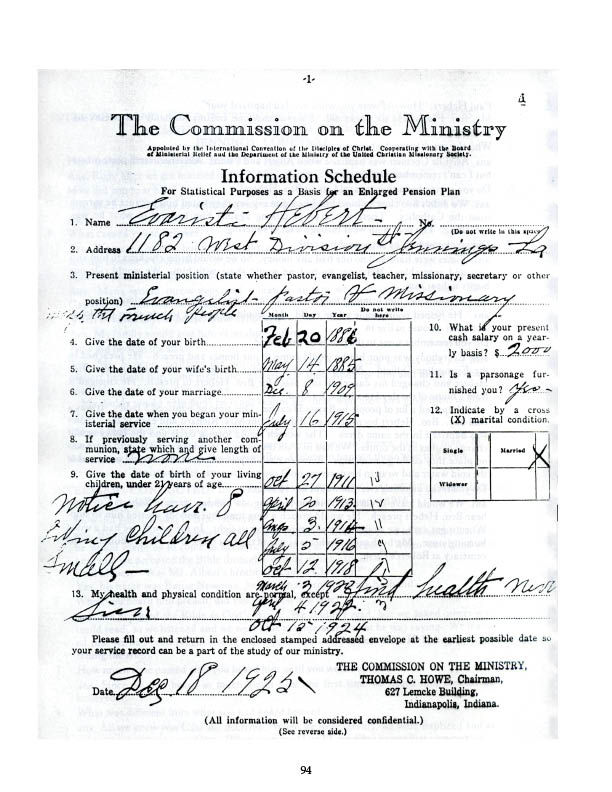 -1-
4
The Commission on the Ministry
Appointed by the International Convention of the Disciples of Christ. Cooperating with the Board
of Ministerial Relief and the Department of the Ministry of the United Christian Missionary Society.
Information Schedule
For Statistical Purposes as a Basis for an Enlarged Pension Plan
1. Name Evariste Hebert No.
(Do not write in this space)
2. Address 1182 West Division St Jennings La
3. Present ministerial position (state whether pastor, evangelist, teacher, missionary, secretary or other
position) Evangelist - Pastor & Missionary
the French People
Month Day Year Do not write here
4. Give the date of your birth Feb 20 1886
5. Give the date of your wife's birth May 14 1885
6. Give the date of your marriage Dec. 8 1909
7. Give the date when you began your ministerial service July 16 1915
8. If previously serving another communion, state which and give length of service none
9. Give the date of birth of your living children, under 21 years of age Oct 27 1911
April 20 1913
3 1914 11
July 5 1916 9
Oct 12 1918
March 3 1920
April 4 1922 3
Oct 15 1924
Notice have 8
living Children all
Small
10. What is your present
cash salary on a yearly basis? $ 2000
11. Is a parsonage furnished you? Yes
12. Indicate by a cross
(X) marital condition.
Single Married X
Widower
13. My health and physical condition are normal, except find health never
Sick
Please fill out and return in the enclosed stamped addressed envelope at the earliest possible date so
your service record can be a part of the study of our ministry.
Date Dec 18 1925
THE COMMISSION ON THE MINISTRY,
THOMAS C. HOWE, Chairman,
627 Lemcke Building,
Indianapolis, Indiana.
(All information will be considered confidential.)
(See reverse side.)
94